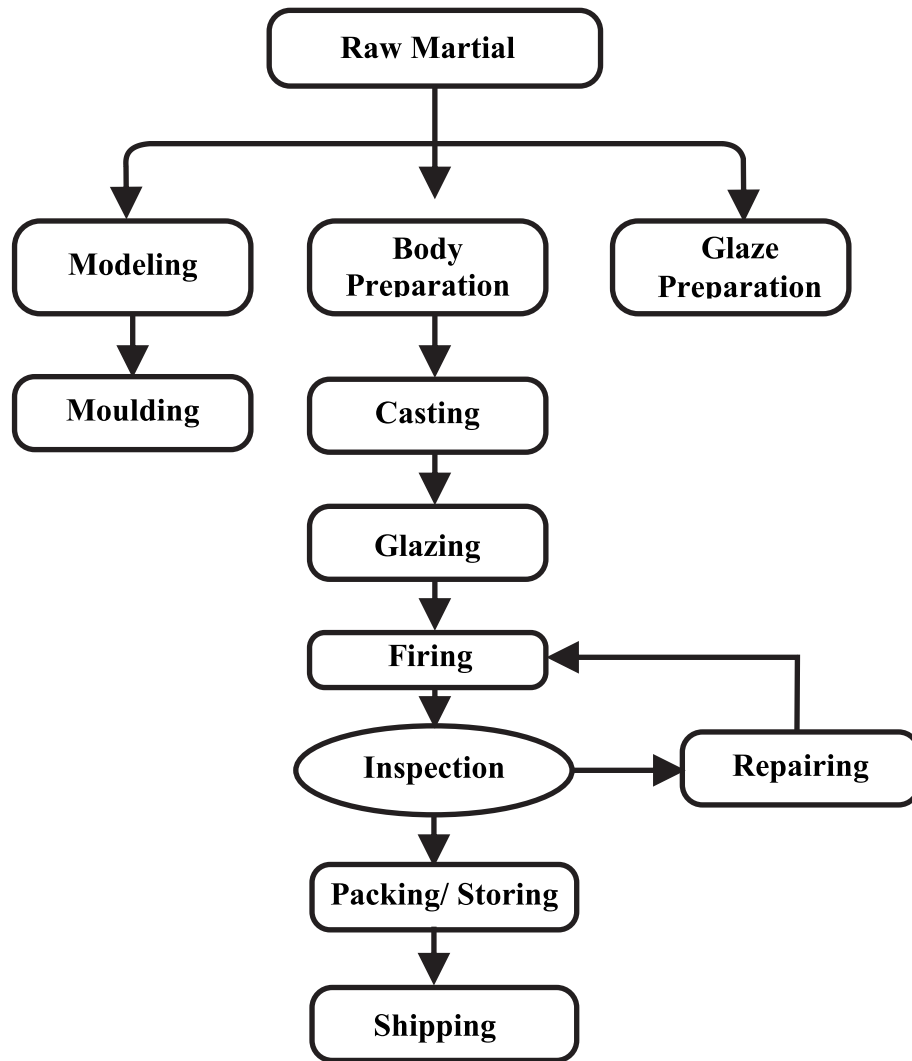 Raw Martial
Modeling
Body
Preparation
Glaze
Preparation
Moulding
Casting
Glazing
Firing
Inspection
Repairing
Packing/ Storing
Shipping